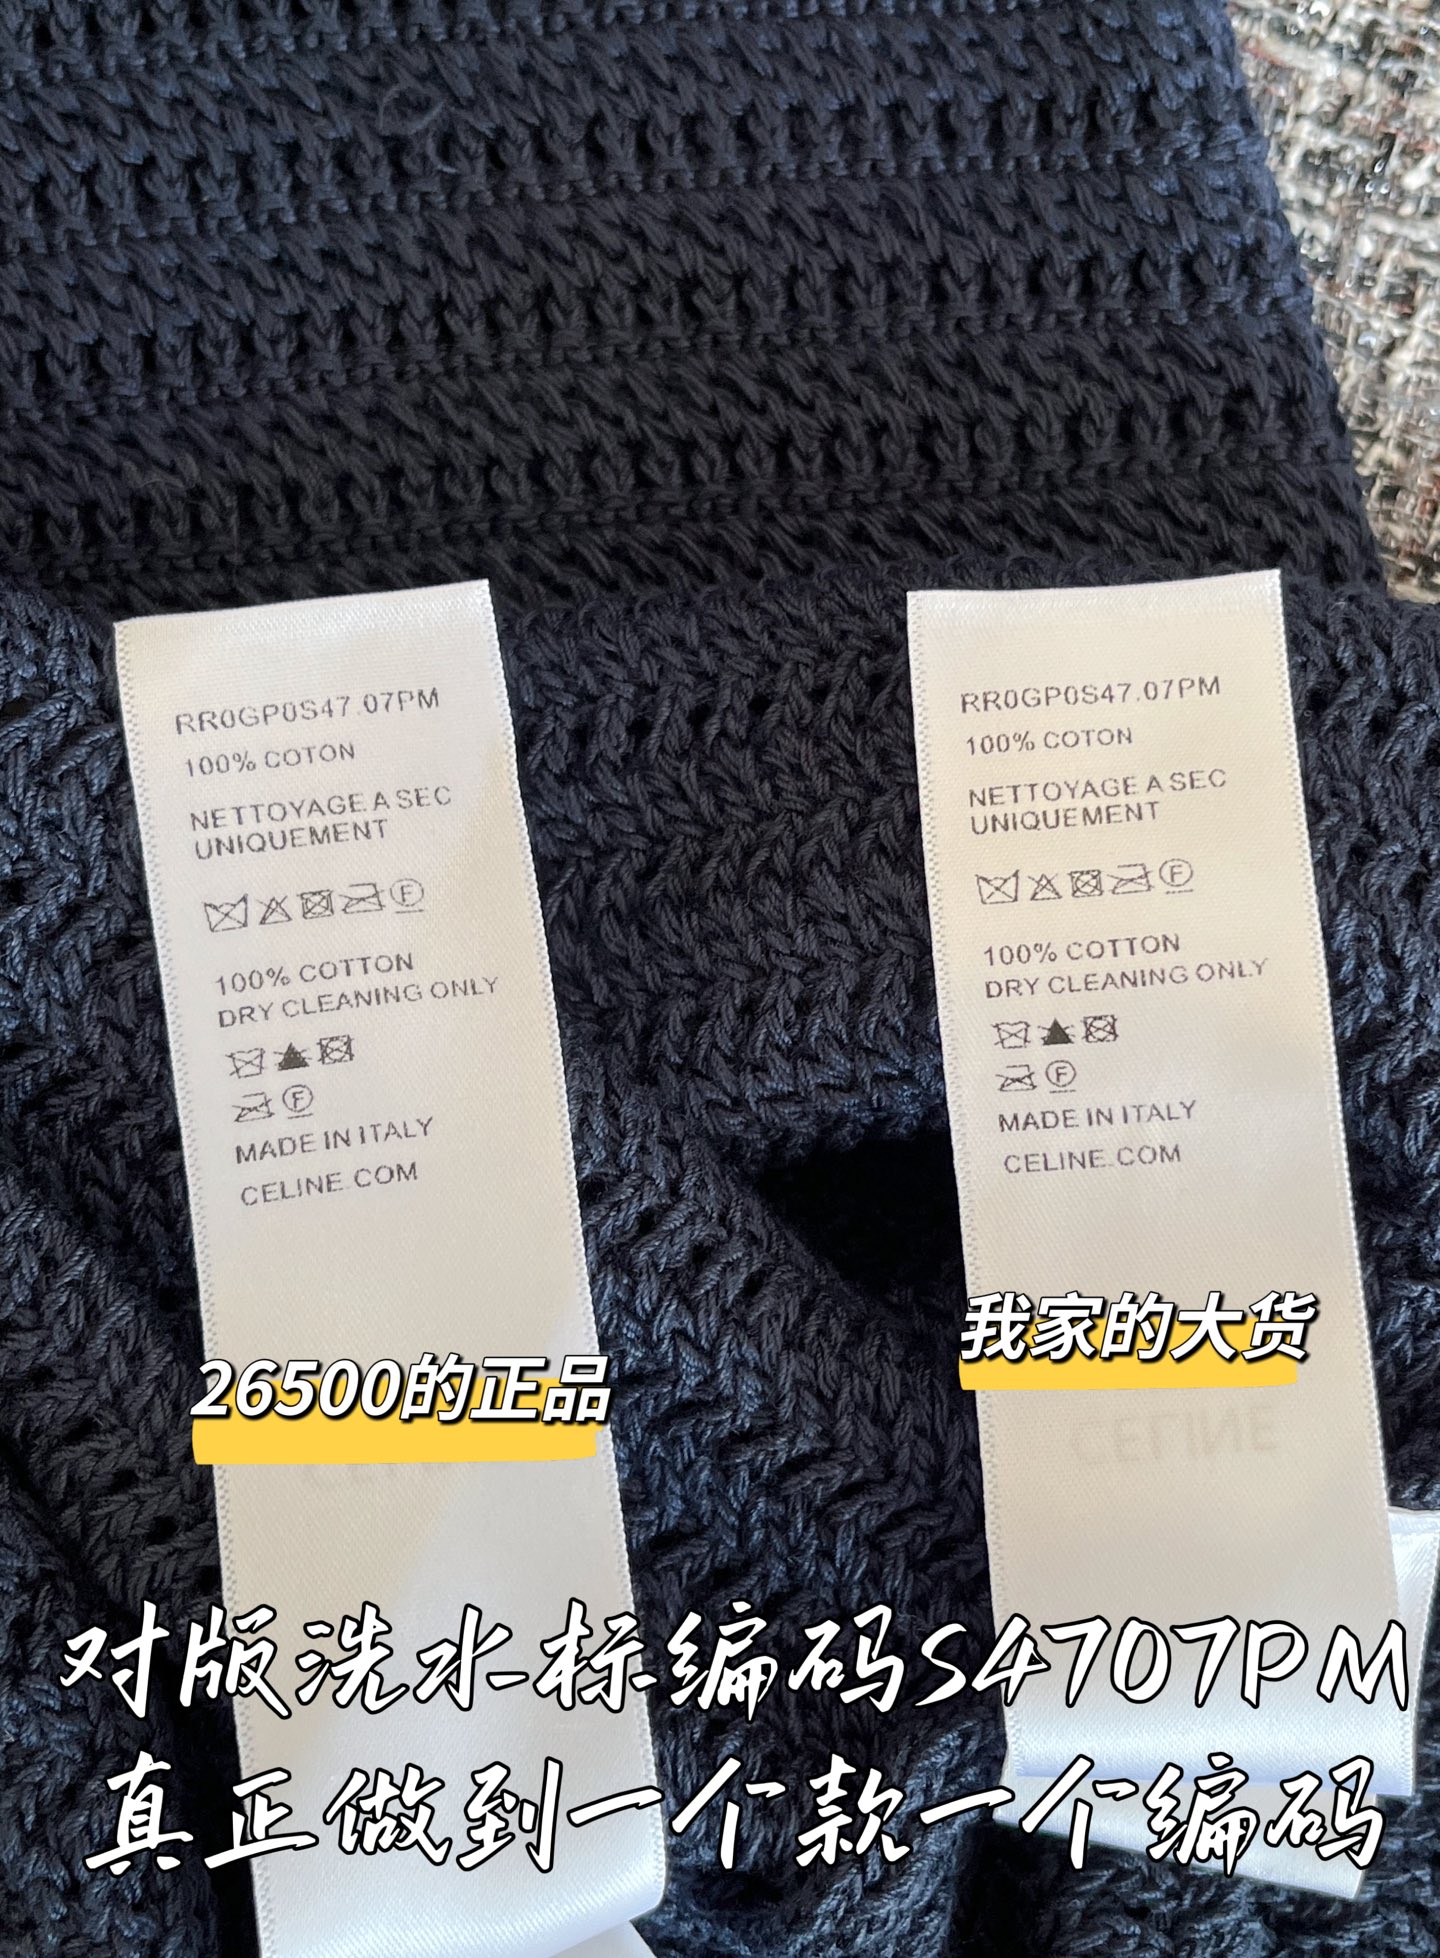 RR0GP0S47.07PM
100% COTON
NETTOYAGE A SEC
UNIQUEMENT
F
100% COTTON
DRY CLEANING ONLY
F
MADE IN ITALY
CELINE.COM
26500的正品
RR0GP0S47.07PM
100% COTON
NETTOYAGE A SEC
UNIQUEMENT
F
100% COTTON
DRY CLEANING ONLY
F
MADE IN ITALY
CELINE.COM
我家的大货
CELINE
对版洗水标编码S4707PM
真正做到一个款一个编码